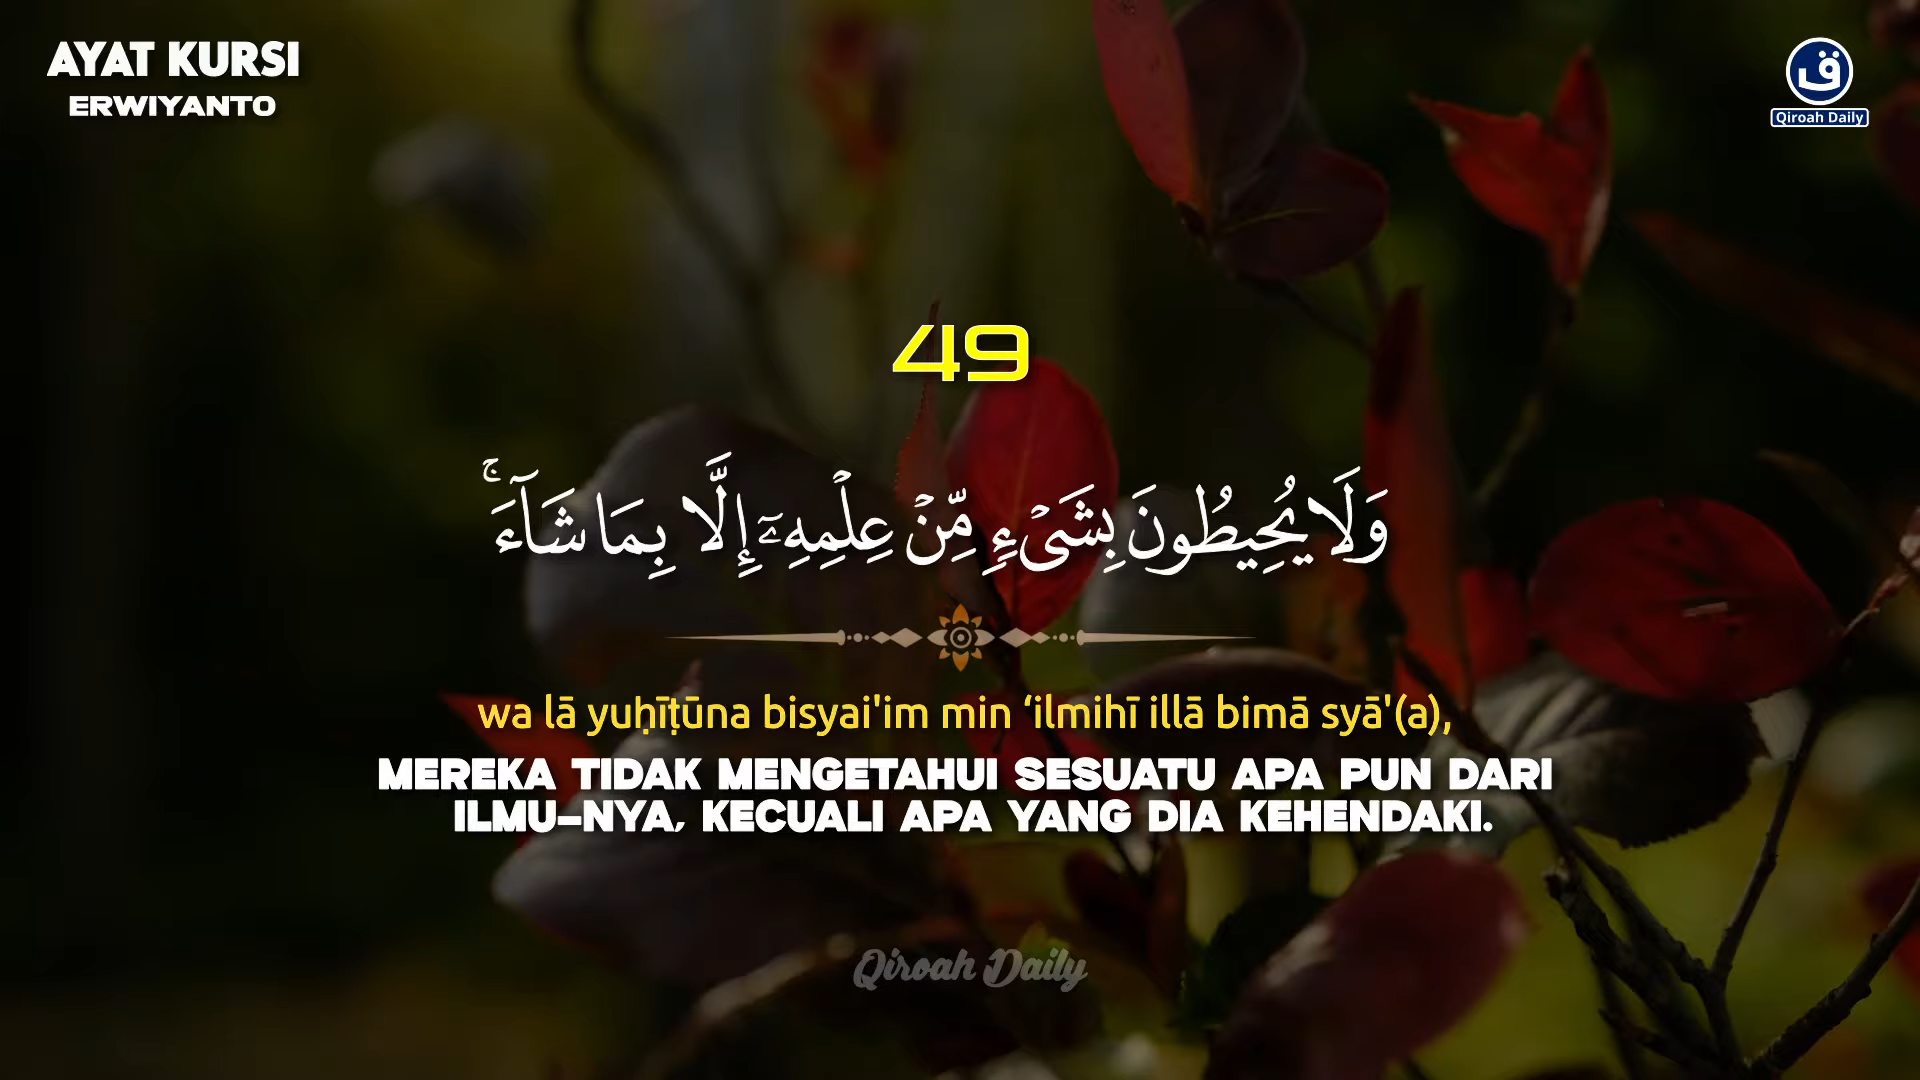 AYAT KURSI
ERWIYANTO
ق
Qiroah Daily
49
وَلَا يُحِيطُونَ بِشَىْءٍ مِّنْ عِلْمِهِۦٓ إِلَّا بِمَا شَآءَ ۚ
wa lā yuḥīṭūna bisyai'im min ‘ilmihī illā bimā syā'(a),
MEREKA TIDAK MENGETAHUI SESUATU APA PUN DARI
ILMU-NYA, KECUALI APA YANG DIA KEHENDAKI.
Qiroah Daily